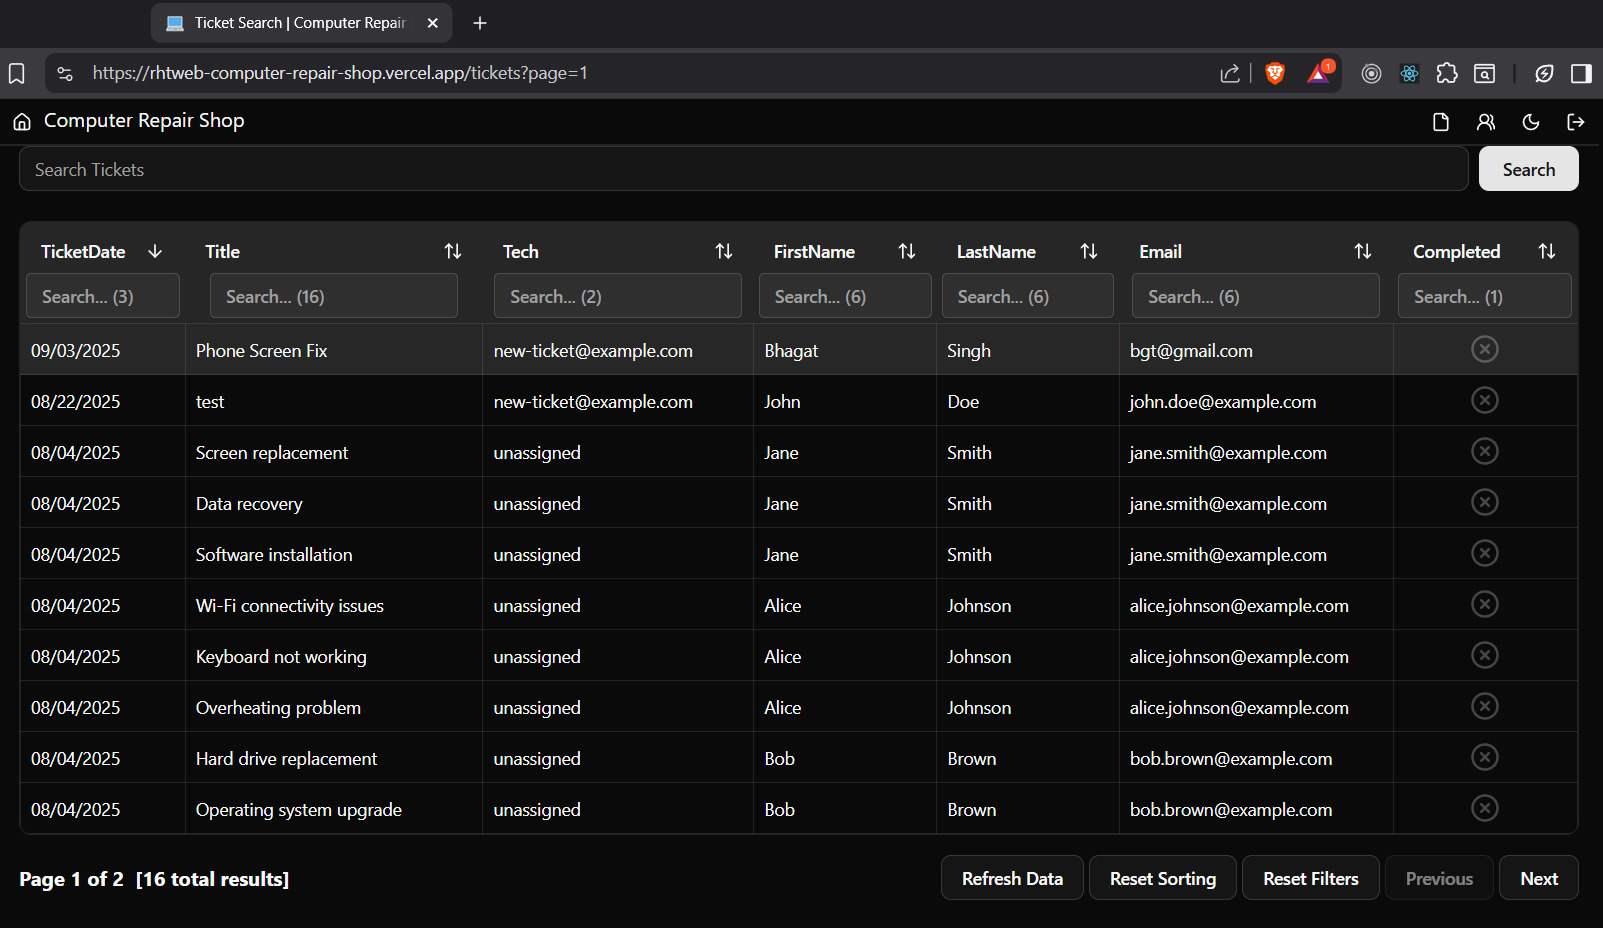 Ticket Search | Computer Repair
https://rhtweb-computer-repair-shop.vercel.app/tickets?page=1
1
Computer Repair Shop
Search Tickets Search
TicketDate Title Tech FirstName LastName Email Completed
Search... (3) Search... (16) Search... (2) Search... (6) Search... (6) Search... (6) Search... (1)
09/03/2025 Phone Screen Fix new-ticket@example.com Bhagat Singh bgt@gmail.com
08/22/2025 test new-ticket@example.com John Doe john.doe@example.com
08/04/2025 Screen replacement unassigned Jane Smith jane.smith@example.com
08/04/2025 Data recovery unassigned Jane Smith jane.smith@example.com
08/04/2025 Software installation unassigned Jane Smith jane.smith@example.com
08/04/2025 Wi-Fi connectivity issues unassigned Alice Johnson alice.johnson@example.com
08/04/2025 Keyboard not working unassigned Alice Johnson alice.johnson@example.com
08/04/2025 Overheating problem unassigned Alice Johnson alice.johnson@example.com
08/04/2025 Hard drive replacement unassigned Bob Brown bob.brown@example.com
08/04/2025 Operating system upgrade unassigned Bob Brown bob.brown@example.com
Page 1 of 2 [16 total results] Refresh Data Reset Sorting Reset Filters Previous Next